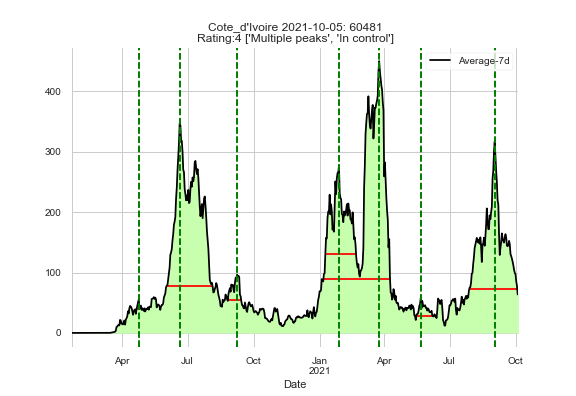 Cote_d'Ivoire 2021-10-05: 60481
Rating:4 ['Multiple peaks', 'In control']
Average-7d
400
300
200
100
0
Apr
Jul
Oct
Jan
2021
Apr
Jul
Oct
Date